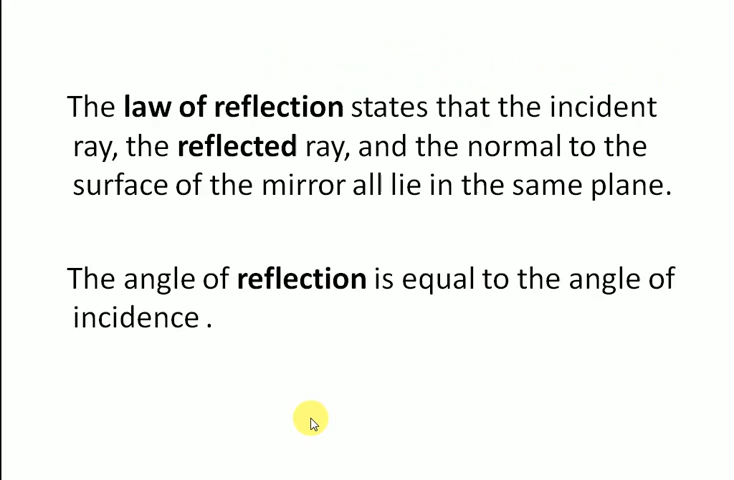 The law of reflection states that the incident
ray, the reflected ray, and the normal to the
surface of the mirror all lie in the same plane.
The angle of reflection is equal to the angle of
incidence .